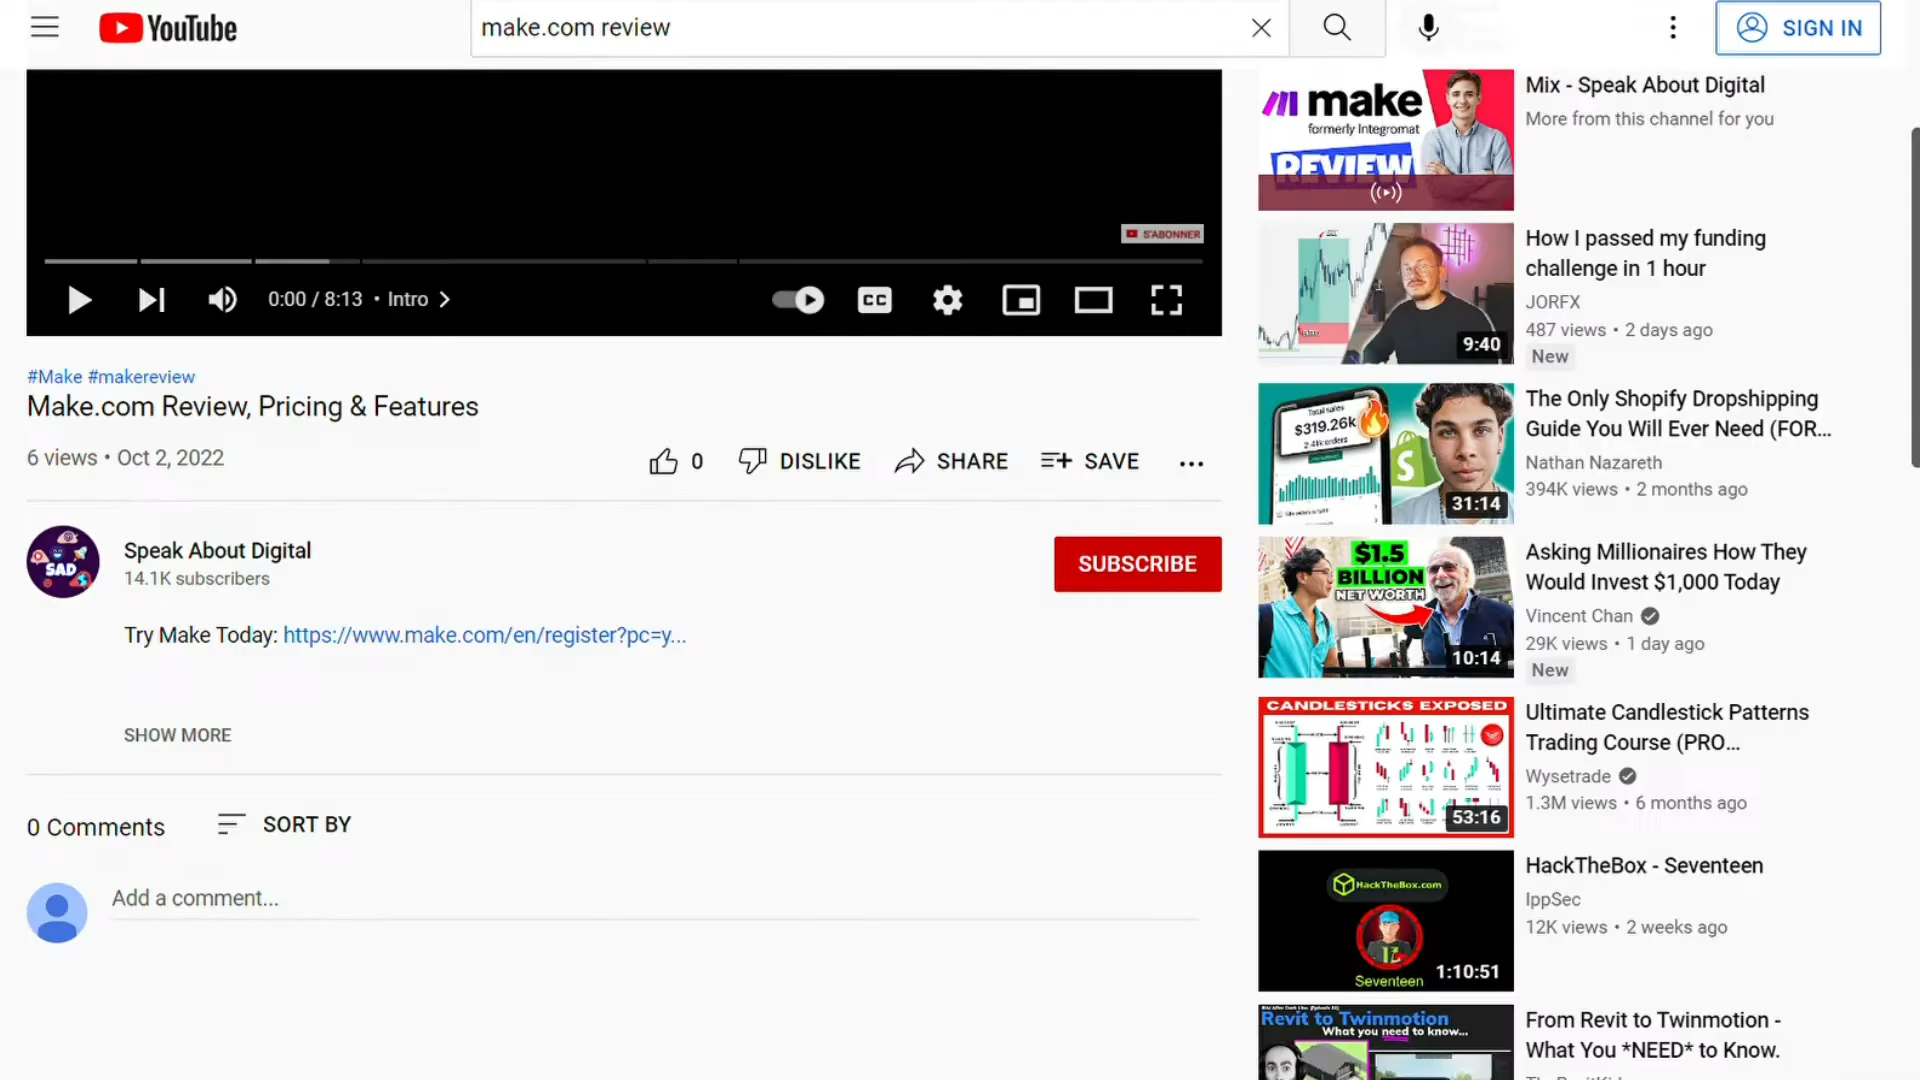 YouTube
make.com review
SIGN IN
S'ABONNER
0:00 / 8:13 • Intro
CC
#Make #makereview
Make.com Review, Pricing & Features
6 views • Oct 2, 2022
0
DISLIKE
SHARE
SAVE
SAD
Speak About Digital
14.1K subscribers
SUBSCRIBE
Try Make Today: https://www.make.com/en/register?pc=y...
SHOW MORE
0 Comments
SORT BY
Add a comment...
make
formerly Integromat
REVIEW
Mix - Speak About Digital
More from this channel for you
9:40
How I passed my funding
challenge in 1 hour
JORFX
487 views • 2 days ago
New
Total sales
$319.26k
2.41k orders
31:14
The Only Shopify Dropshipping
Guide You Will Ever Need (FOR...
Nathan Nazareth
394K views • 2 months ago
$1.5
BILLION
NET WORTH
10:14
Asking Millionaires How They
Would Invest $1,000 Today
Vincent Chan
29K views • 1 day ago
New
CANDLESTICKS EXPOSED
53:16
Ultimate Candlestick Patterns
Trading Course (PRO...
Wysetrade
1.3M views • 6 months ago
HackTheBox.com
Seventeen
1:10:51
HackTheBox - Seventeen
IppSec
12K views • 2 weeks ago
Revit to Twinmotion
What you need to know...
From Revit to Twinmotion -
What You *NEED* to Know.